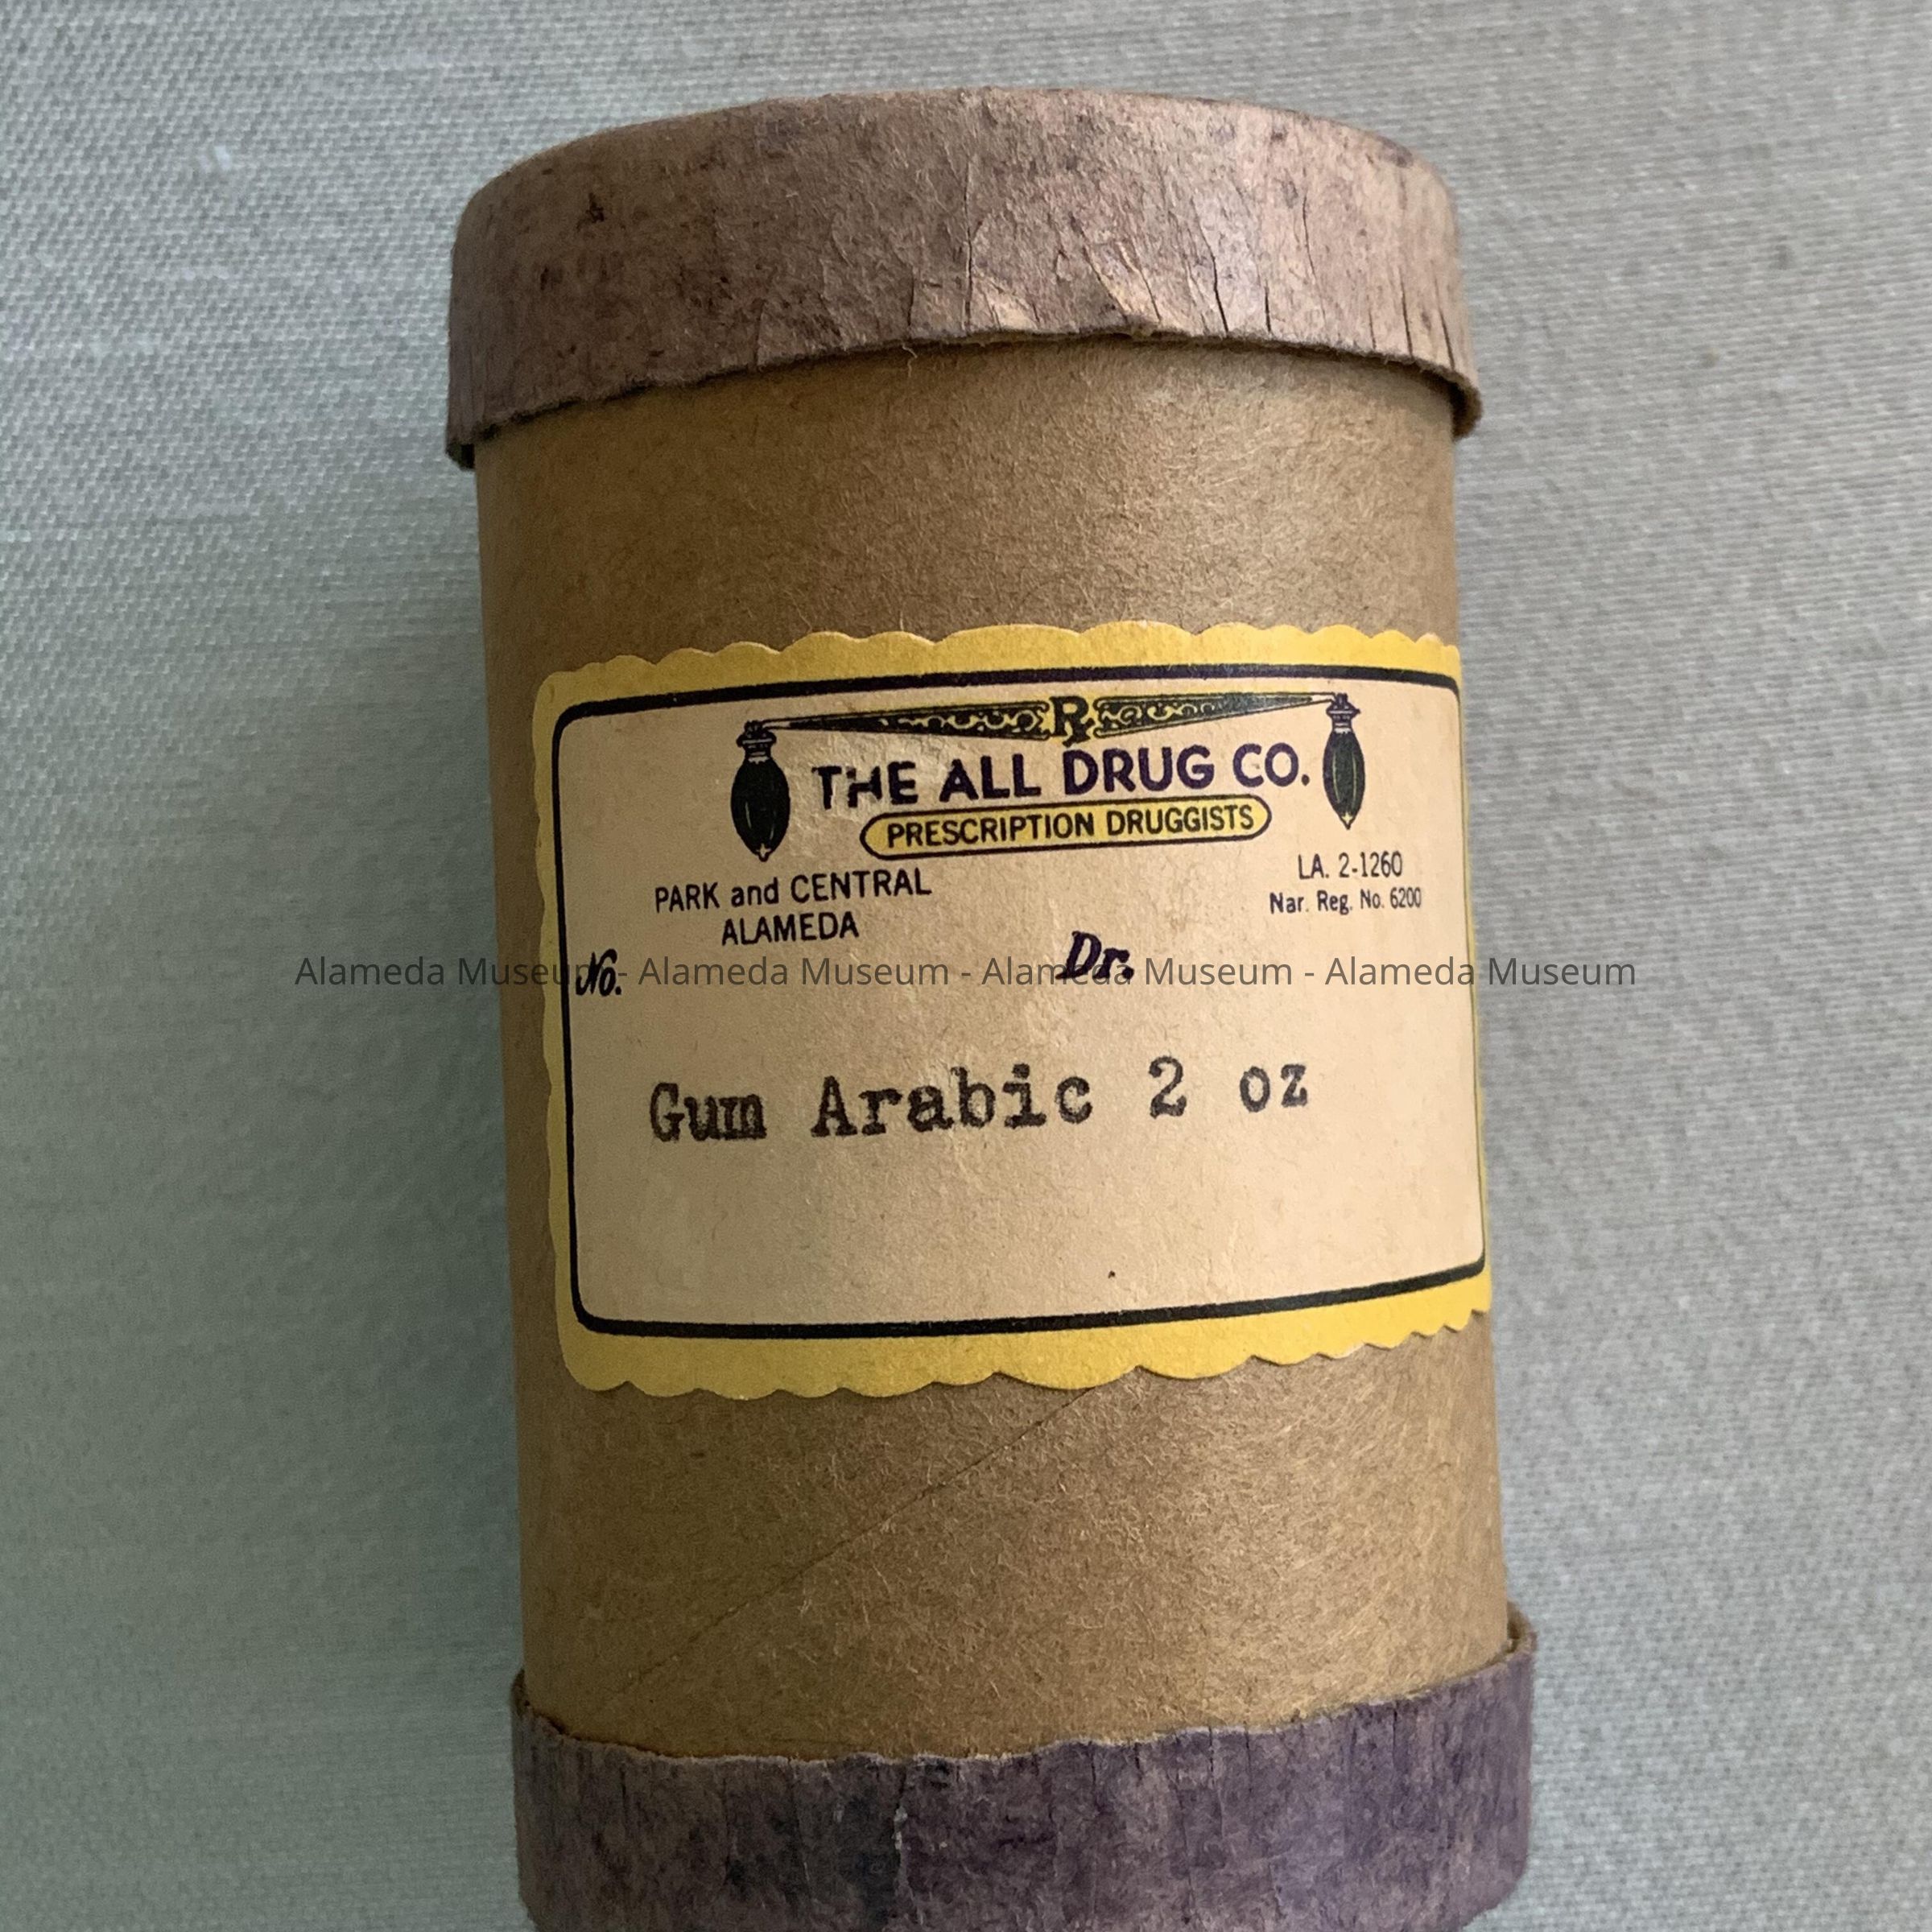 Rx
THE ALL DRUG CO.
PRESCRIPTION DRUGGISTS
PARK and CENTRAL
ALAMEDA
LA. 2-1260
Nar. Reg. No. 6200
No. Dr.
Alameda Museum - Alameda Museum - Alameda Museum - Alameda Museum
Gum Arabic 2 oz